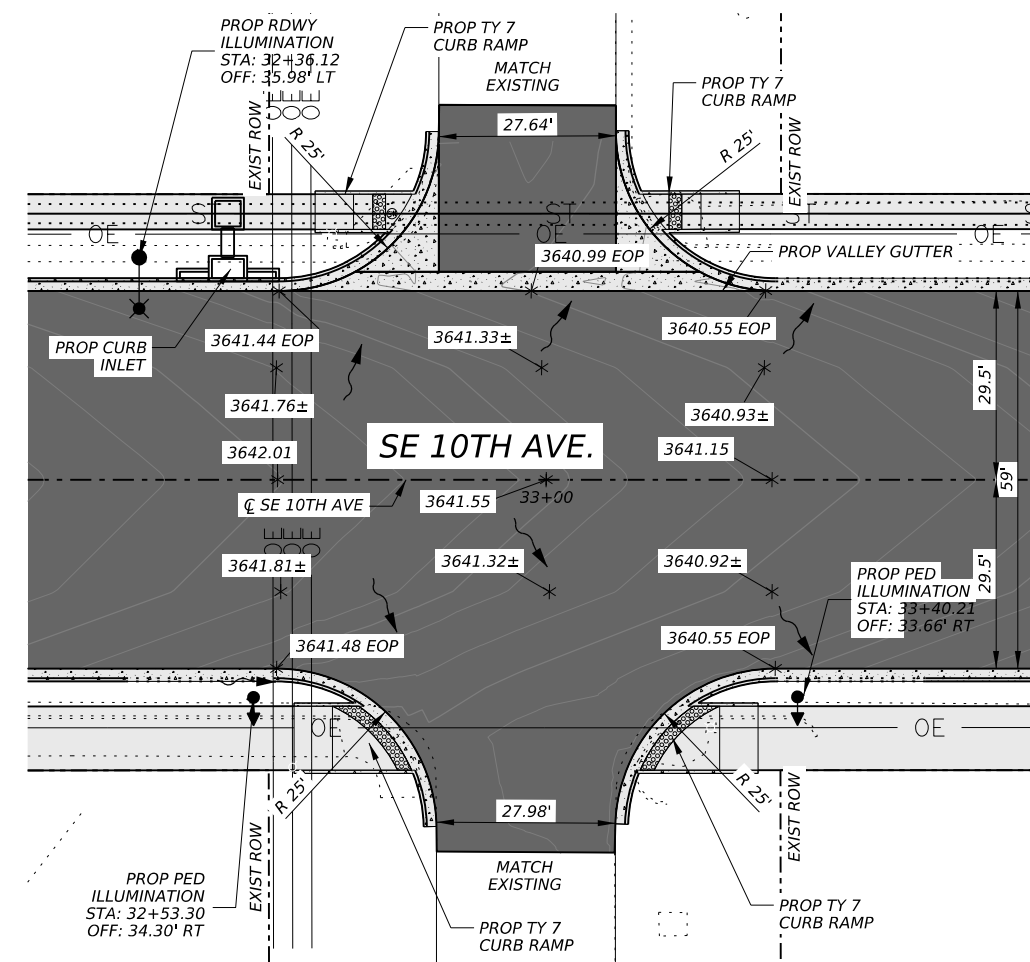 PROP RDWY
ILLUMINATION
STA: 32+36.12
OFF: 35.98' LT
PROP TY 7
CURB RAMP
MATCH
EXISTING
PROP TY 7
CURB RAMP
EXIST ROW
OE
OE
OE
R 25'
27.64'
R 25'
EXIST ROW
ST
ST
OE
OE
OE
3640.99 EOP
PROP VALLEY GUTTER
PROP CURB
INLET
3641.44 EOP
3641.33±
3640.55 EOP
29.5'
3641.76±
3640.93±
3642.01
SE 10TH AVE.
3641.15
59'
℄ SE 10TH AVE
3641.55
33+00
OE
OE
OE
3641.81±
3641.32±
3640.92±
29.5'
PROP PED
ILLUMINATION
STA: 33+40.21
OFF: 33.66' RT
3641.48 EOP
3640.55 EOP
OE
OE
R 25'
27.98'
R 25'
EXIST ROW
EXIST ROW
MATCH
EXISTING
PROP PED
ILLUMINATION
STA: 32+53.30
OFF: 34.30' RT
PROP TY 7
CURB RAMP
PROP TY 7
CURB RAMP